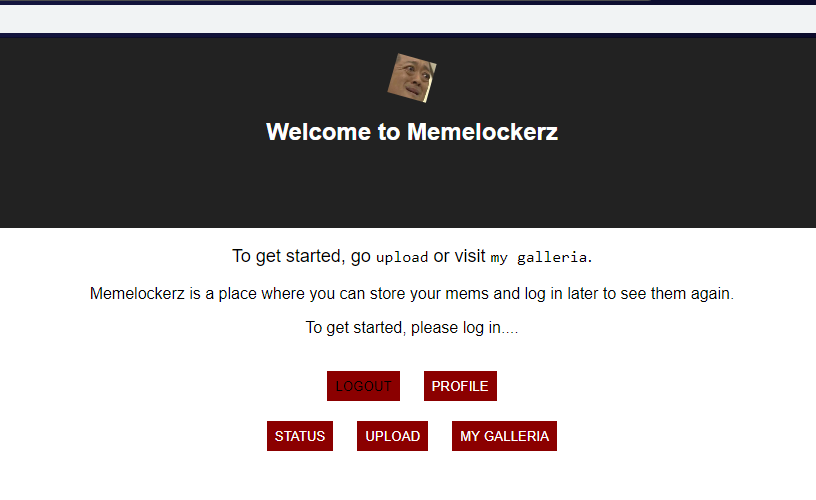 Welcome to Memelockerz
To get started, go upload or visit my galleria.
Memelockerz is a place where you can store your mems and log in later to see them again.
To get started, please log in....
LOGOUT PROFILE
STATUS UPLOAD MY GALLERIA